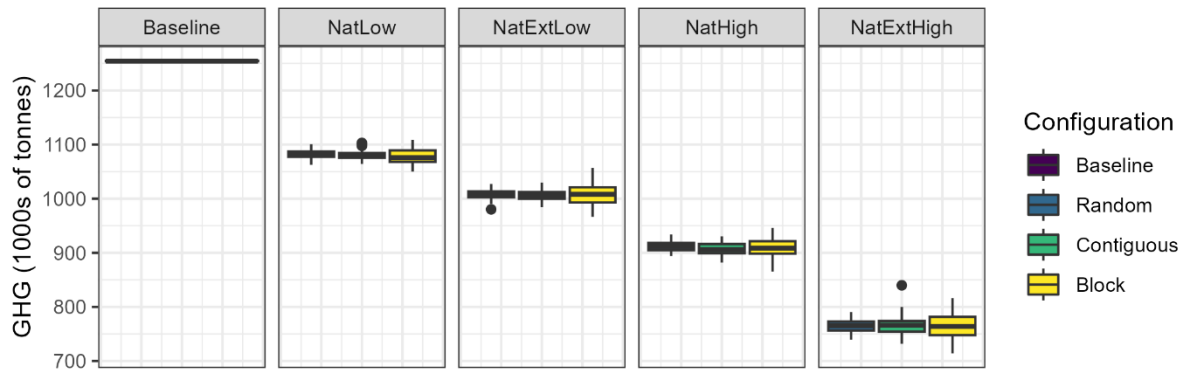 Baseline NatLow NatExtLow NatHigh NatExtHigh
GHG (1000s of tonnes)
1200
1100
1000
900
800
700
Configuration
Baseline
Random
Contiguous
Block